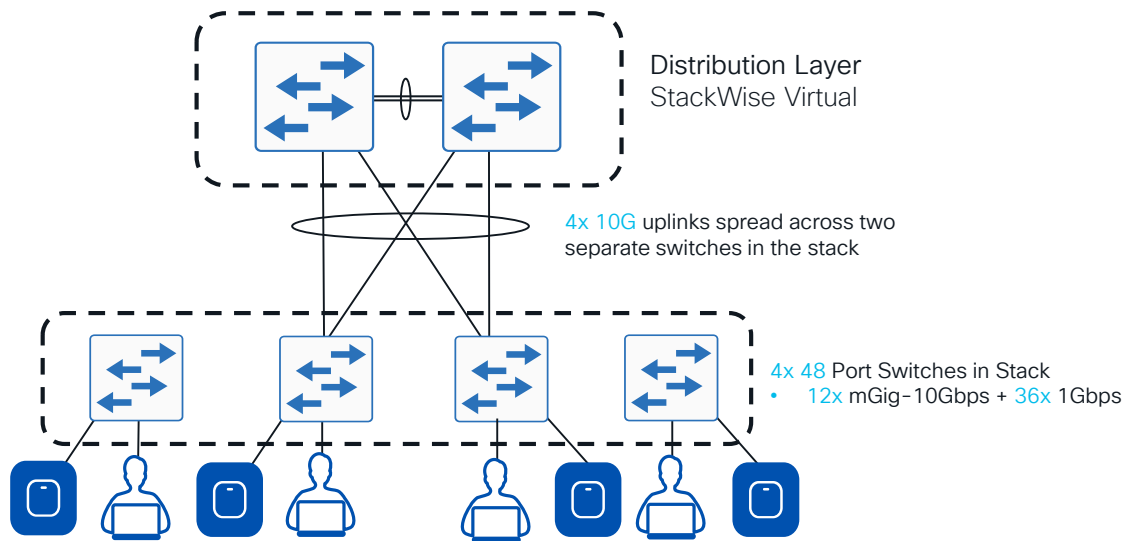 Distribution Layer
StackWise Virtual
4x 10G uplinks spread across two
separate switches in the stack
4x 48 Port Switches in Stack
• 12x mGig-10Gbps + 36x 1Gbps